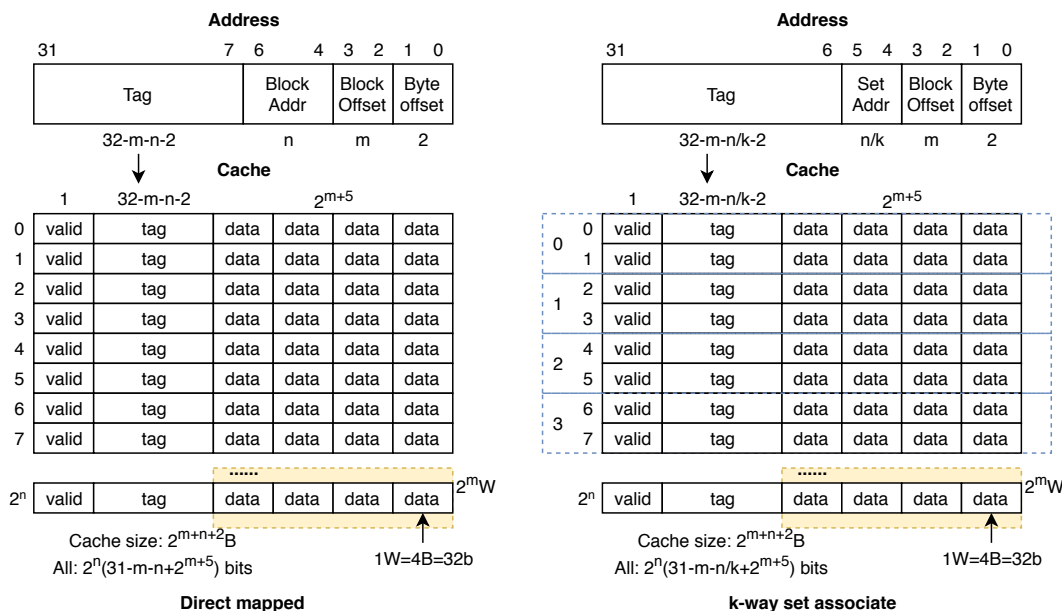 Address
31 7 6 4 3 2 1 0
Tag
Block Addr
Block Offset
Byte offset
32-m-n-2 n m 2
Cache
1 32-m-n-2 2^{m+5}
0 valid tag data data data data
1 valid tag data data data data
2 valid tag data data data data
3 valid tag data data data data
4 valid tag data data data data
5 valid tag data data data data
6 valid tag data data data data
7 valid tag data data data data
......
2^n valid tag data data data data 2^mW
Cache size: 2^{m+n+2}B
1W=4B=32b
All: 2^n(31-m-n+2^{m+5}) bits
Direct mapped
Address
31 6 5 4 3 2 1 0
Tag
Set Addr
Block Offset
Byte offset
32-m-n/k-2 n/k m 2
Cache
1 32-m-n/k-2 2^{m+5}
0
0 valid tag data data data data
1 valid tag data data data data
1
2 valid tag data data data data
3 valid tag data data data data
2
4 valid tag data data data data
5 valid tag data data data data
3
6 valid tag data data data data
7 valid tag data data data data
......
2^n valid tag data data data data 2^mW
Cache size: 2^{m+n+2}B
1W=4B=32b
All: 2^n(31-m-n/k+2^{m+5}) bits
k-way set associate